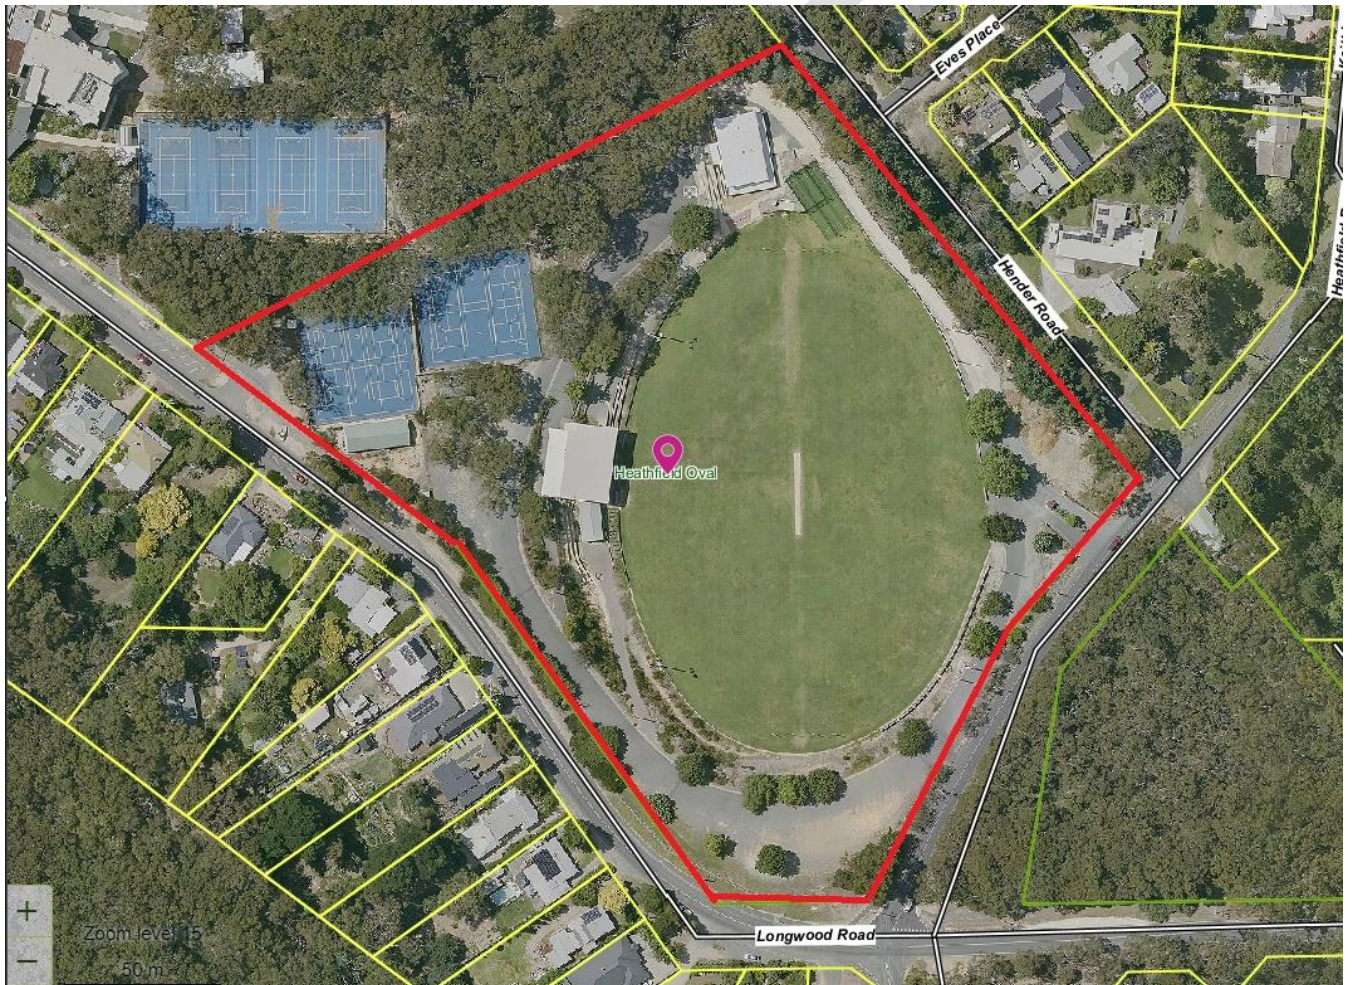 Eves Place
Hender Road
Heathfield Oval
Longwood Road
Zoom level 15
50 m